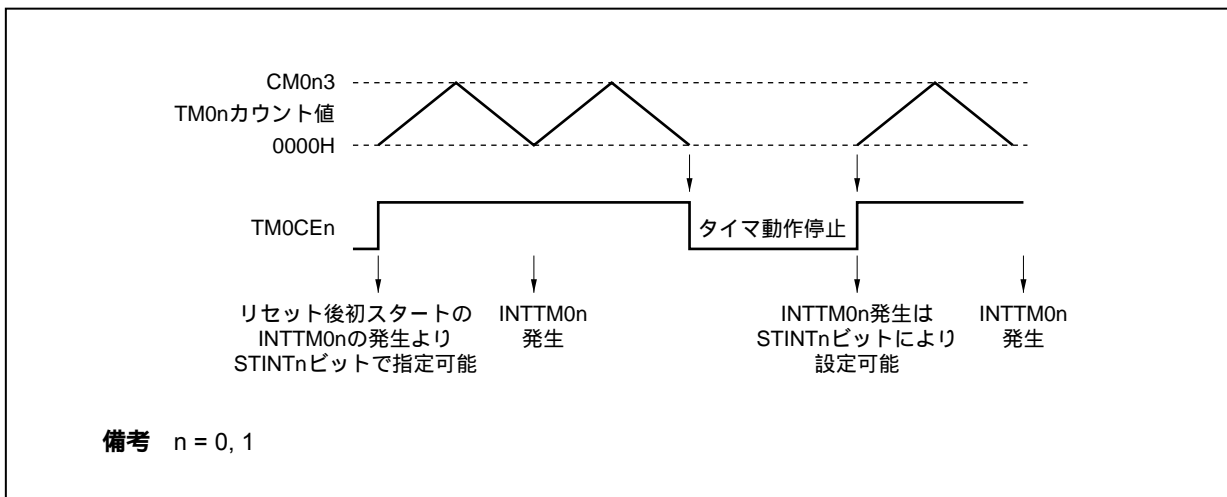 CM0n3
TM0nカウント値
0000H
TM0CEn
タイマ動作停止
リセット後初スタートの
INTTM0nの発生より
STINTnビットで指定可能
INTTM0n
発生
INTTM0n発生は
STINTnビットにより
設定可能
INTTM0n
発生
備考 n = 0, 1